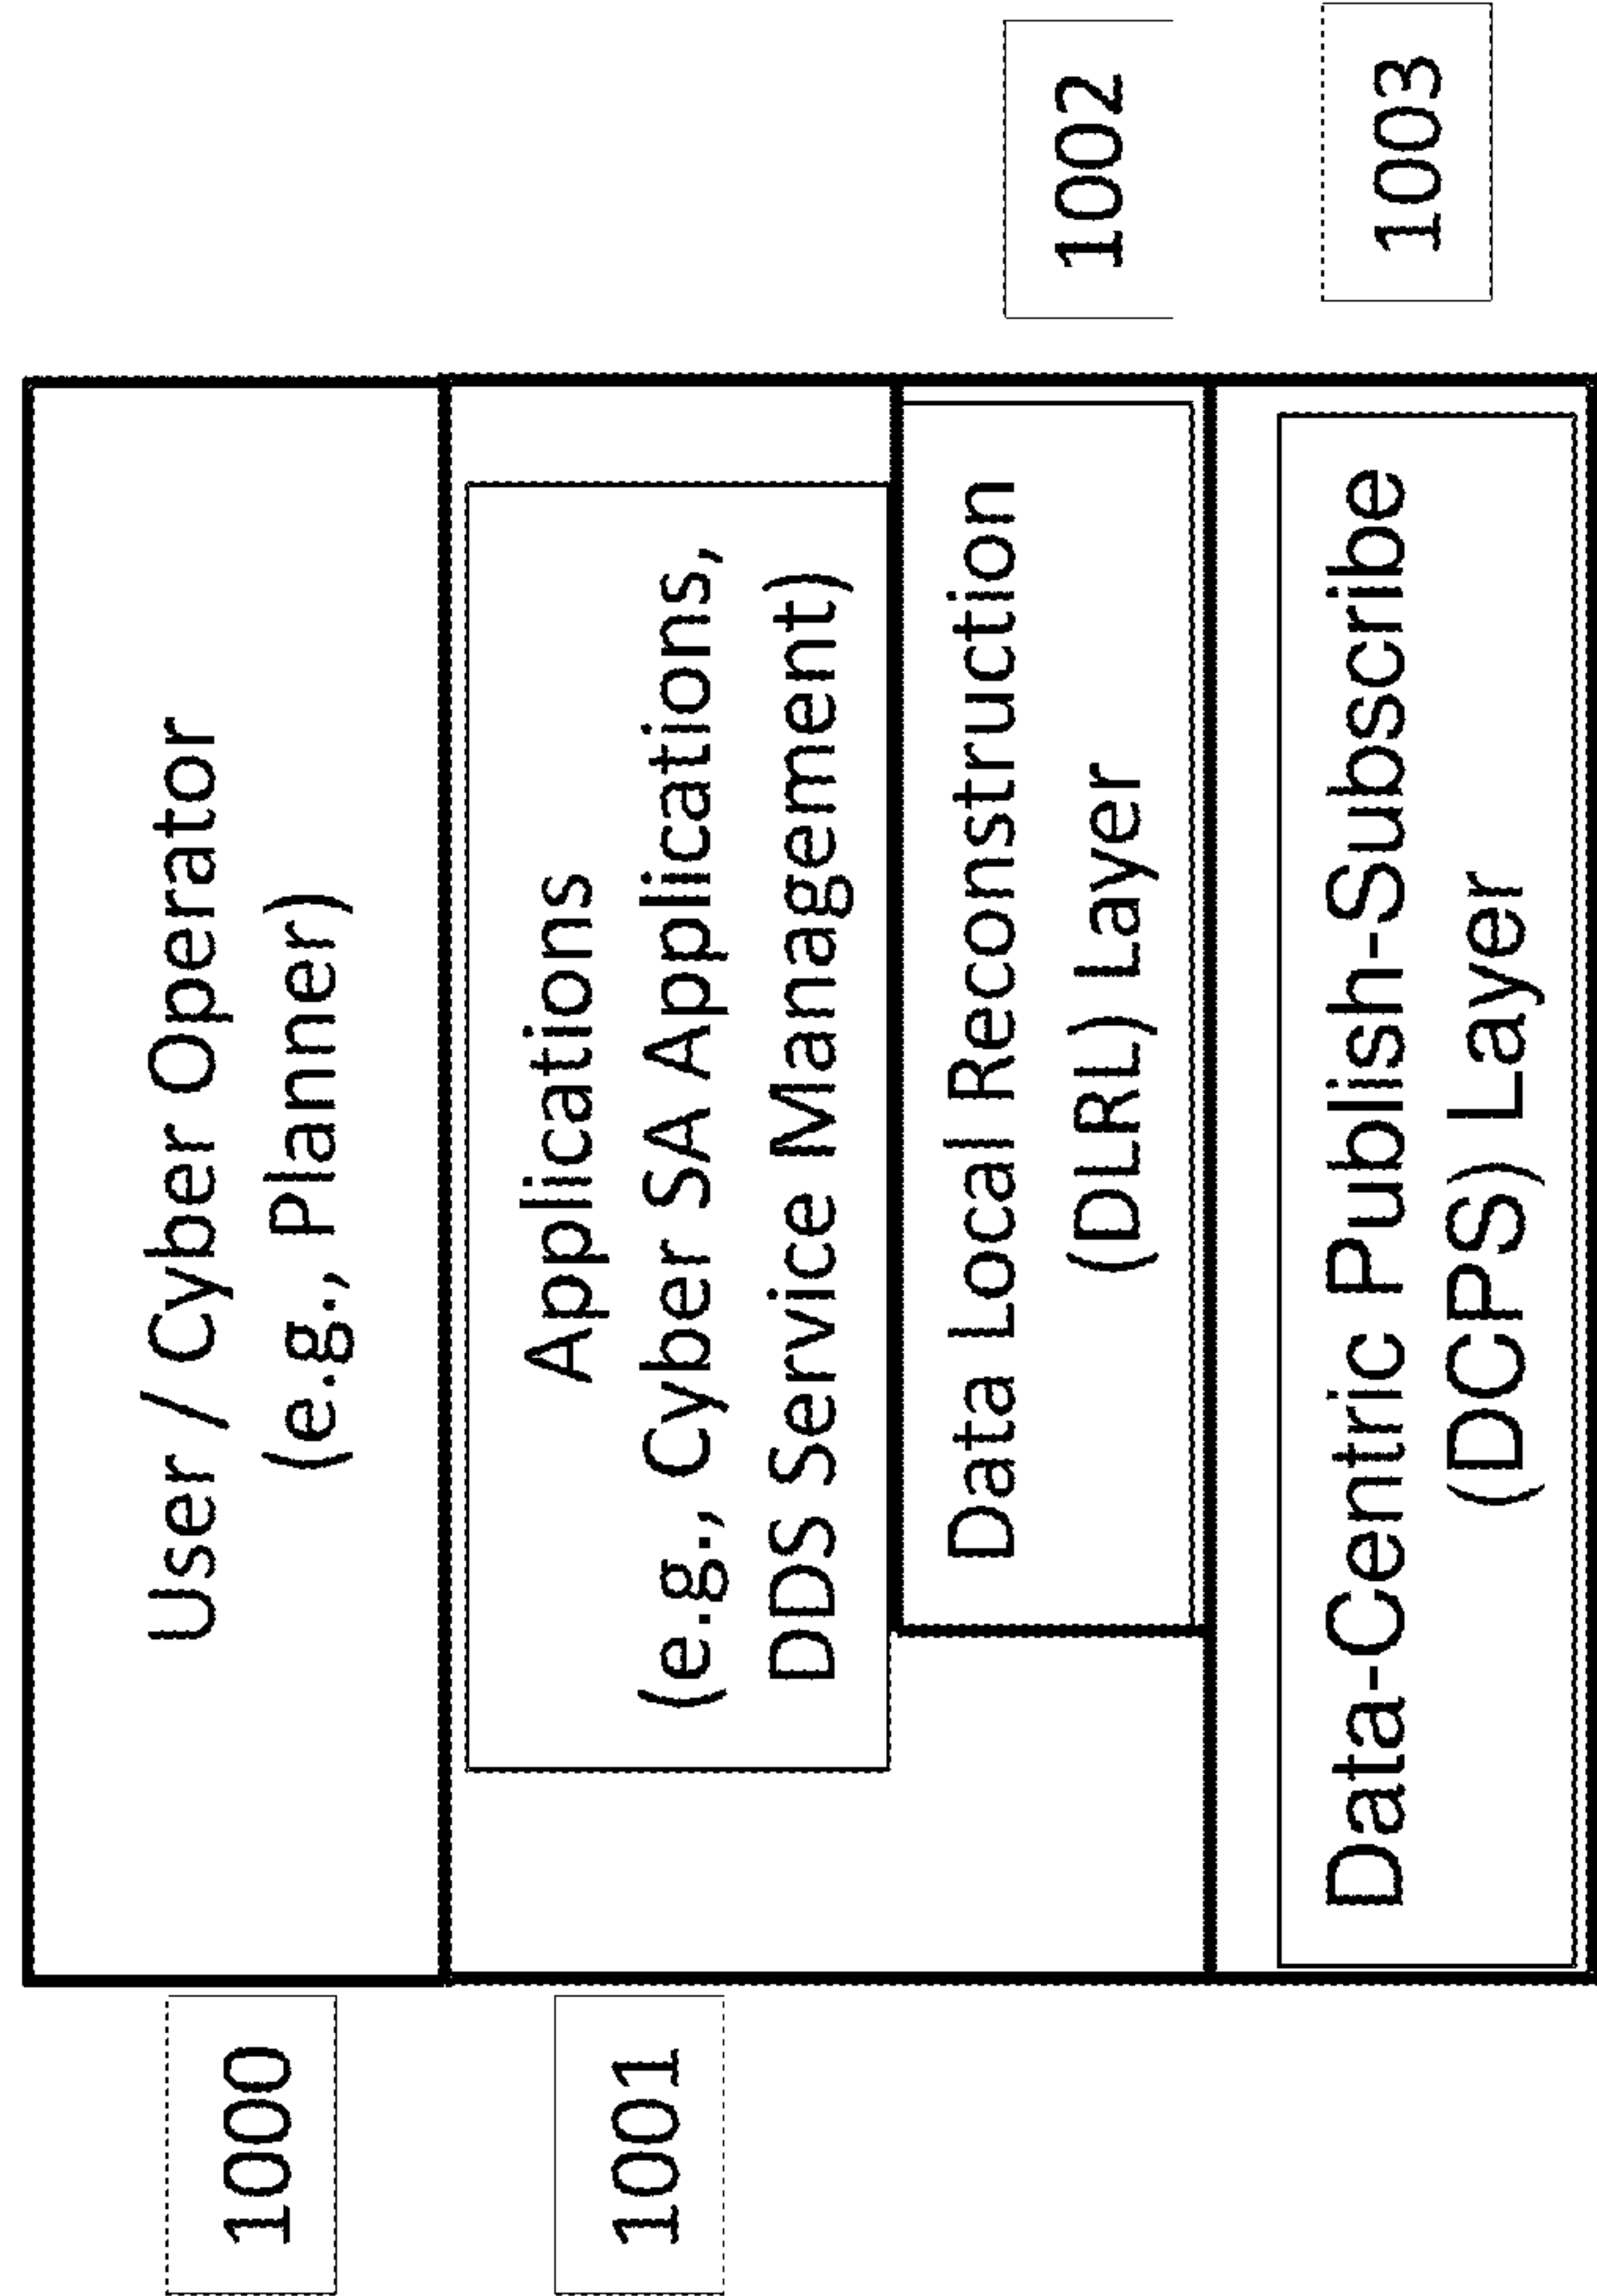 1000
User / Cyber Operator
(e.g., Planner)
1001
Applications
(e.g., Cyber SA Applications,
DDS Service Management)
Data Local Reconstruction
(DLRL) Layer
1002
Data-Centric Publish-Subscribe
(DCPS) Layer
1003